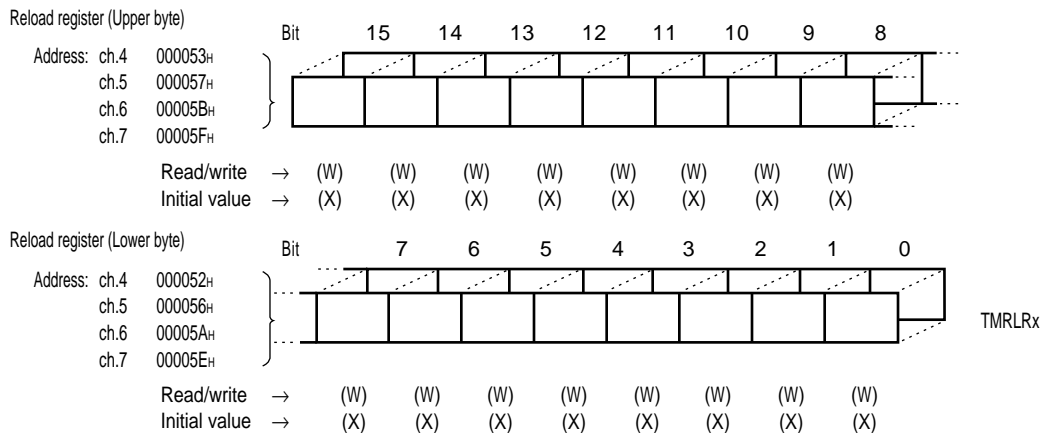 Reload register (Upper byte)
Bit 15 14 13 12 11 10 9 8
Address: ch.4 000053H
ch.5 000057H
ch.6 00005BH
ch.7 00005FH
Read/write → (W) (W) (W) (W) (W) (W) (W) (W)
Initial value → (X) (X) (X) (X) (X) (X) (X) (X)
Reload register (Lower byte)
Bit 7 6 5 4 3 2 1 0
Address: ch.4 000052H
ch.5 000056H
ch.6 00005AH
ch.7 00005EH
TMRLRx
Read/write → (W) (W) (W) (W) (W) (W) (W) (W)
Initial value → (X) (X) (X) (X) (X) (X) (X) (X)